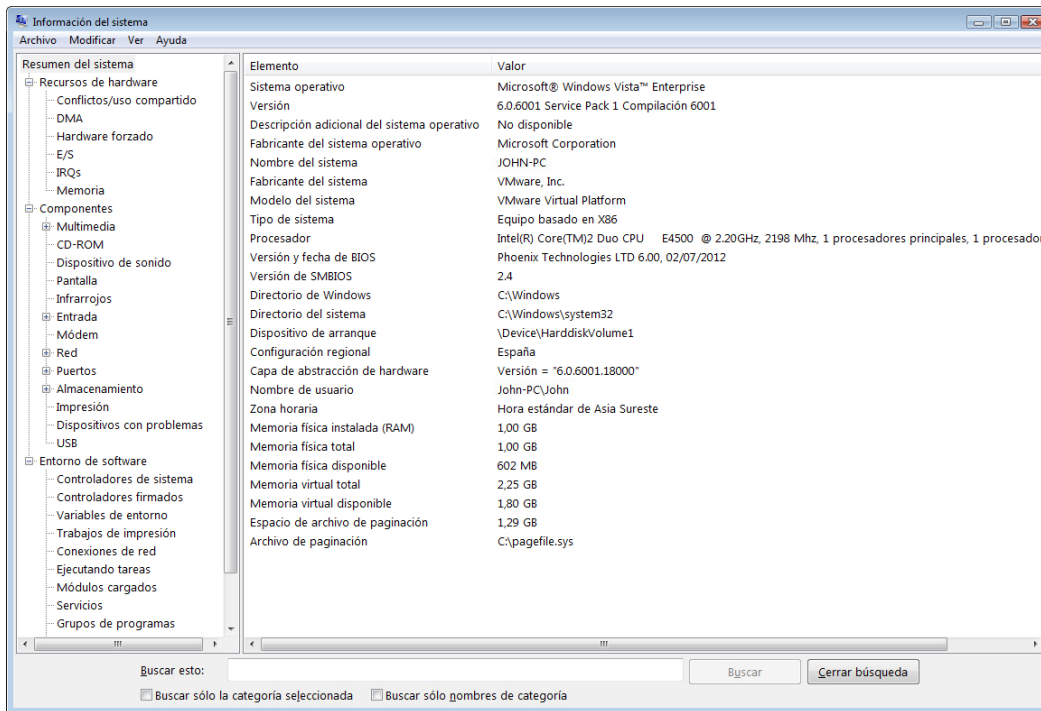 Información del sistema
Archivo Modificar Ver Ayuda
Resumen del sistema
Recursos de hardware
Conflictos/uso compartido
DMA
Hardware forzado
E/S
IRQs
Memoria
Componentes
Multimedia
CD-ROM
Dispositivo de sonido
Pantalla
Infrarrojos
Entrada
Módem
Red
Puertos
Almacenamiento
Impresión
Dispositivos con problemas
USB
Entorno de software
Controladores de sistema
Controladores firmados
Variables de entorno
Trabajos de impresión
Conexiones de red
Ejecutando tareas
Módulos cargados
Servicios
Grupos de programas
Elemento Valor
Sistema operativo Microsoft® Windows Vista™ Enterprise
Versión 6.0.6001 Service Pack 1 Compilación 6001
Descripción adicional del sistema operativo No disponible
Fabricante del sistema operativo Microsoft Corporation
Nombre del sistema JOHN-PC
Fabricante del sistema VMware, Inc.
Modelo del sistema VMware Virtual Platform
Tipo de sistema Equipo basado en X86
Procesador Intel(R) Core(TM)2 Duo CPU E4500 @ 2.20GHz, 2198 Mhz, 1 procesadores principales, 1 procesado
Versión y fecha de BIOS Phoenix Technologies LTD 6.00, 02/07/2012
Versión de SMBIOS 2.4
Directorio de Windows C:\Windows
Directorio del sistema C:\Windows\system32
Dispositivo de arranque \Device\HarddiskVolume1
Configuración regional España
Capa de abstracción de hardware Versión = "6.0.6001.18000"
Nombre de usuario John-PC\John
Zona horaria Hora estándar de Asia Sureste
Memoria física instalada (RAM) 1,00 GB
Memoria física total 1,00 GB
Memoria física disponible 602 MB
Memoria virtual total 2,25 GB
Memoria virtual disponible 1,80 GB
Espacio de archivo de paginación 1,29 GB
Archivo de paginación C:\pagefile.sys
Buscar esto: Buscar Cerrar búsqueda
Buscar sólo la categoría seleccionada Buscar sólo nombres de categoría